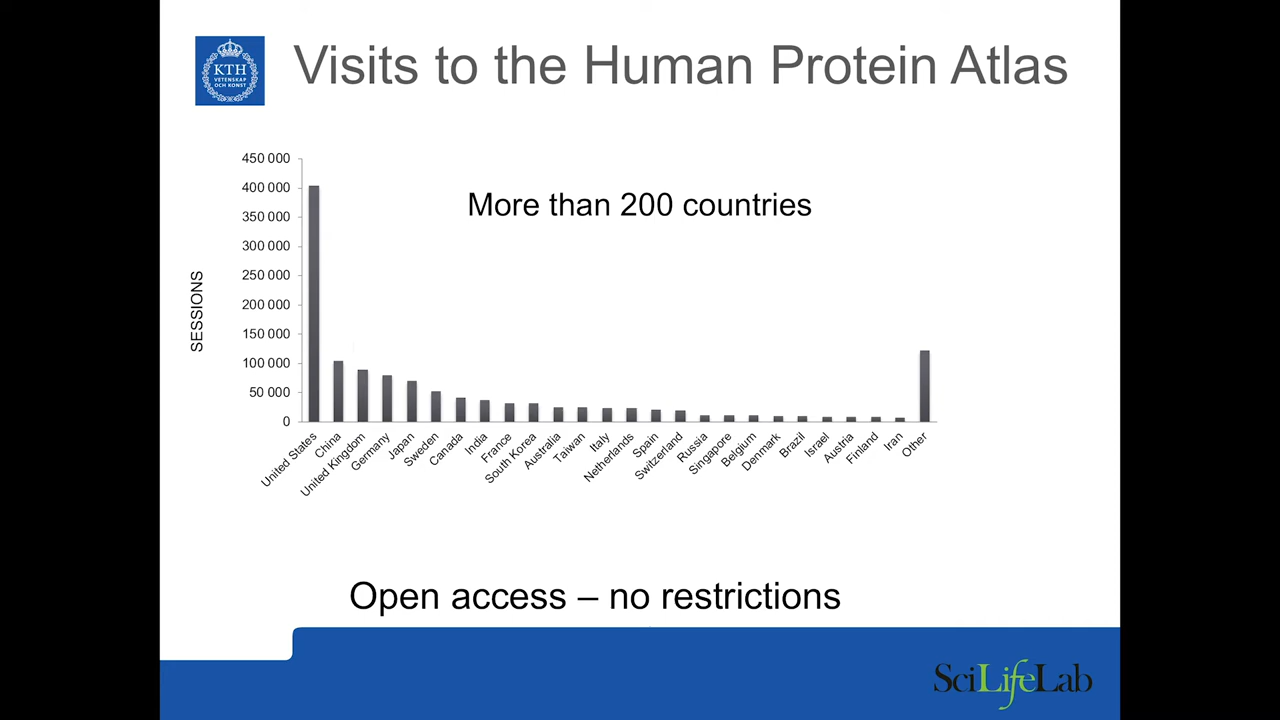 KTH
VETENSKAP
OCH KONST
Visits to the Human Protein Atlas
More than 200 countries
SESSIONS
450 000
400 000
350 000
300 000
250 000
200 000
150 000
100 000
50 000
0
United States
China
United Kingdom
Germany
Japan
Sweden
Canada
India
France
South Korea
Australia
Taiwan
Italy
Netherlands
Spain
Switzerland
Russia
Singapore
Belgium
Denmark
Brazil
Israel
Austria
Finland
Iran
Other
Open access – no restrictions
SciLifeLab